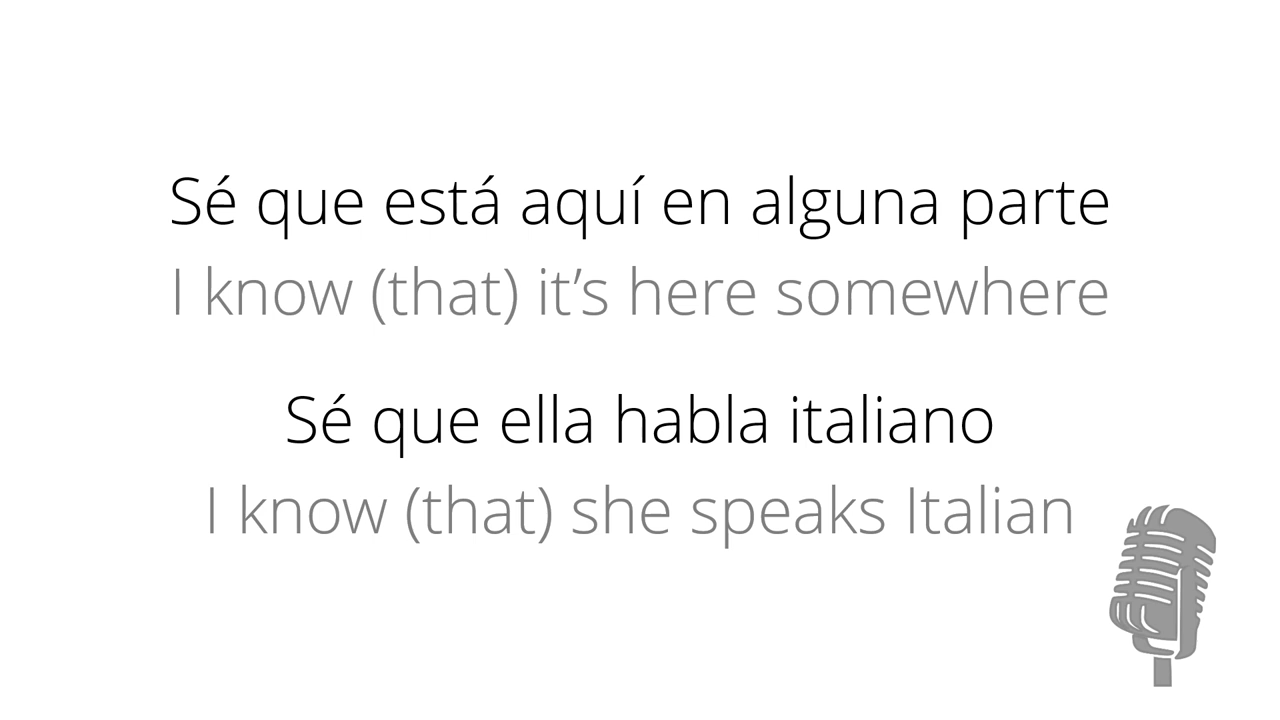 Sé que está aquí en alguna parte
I know (that) it’s here somewhere
Sé que ella habla italiano
I know (that) she speaks Italian